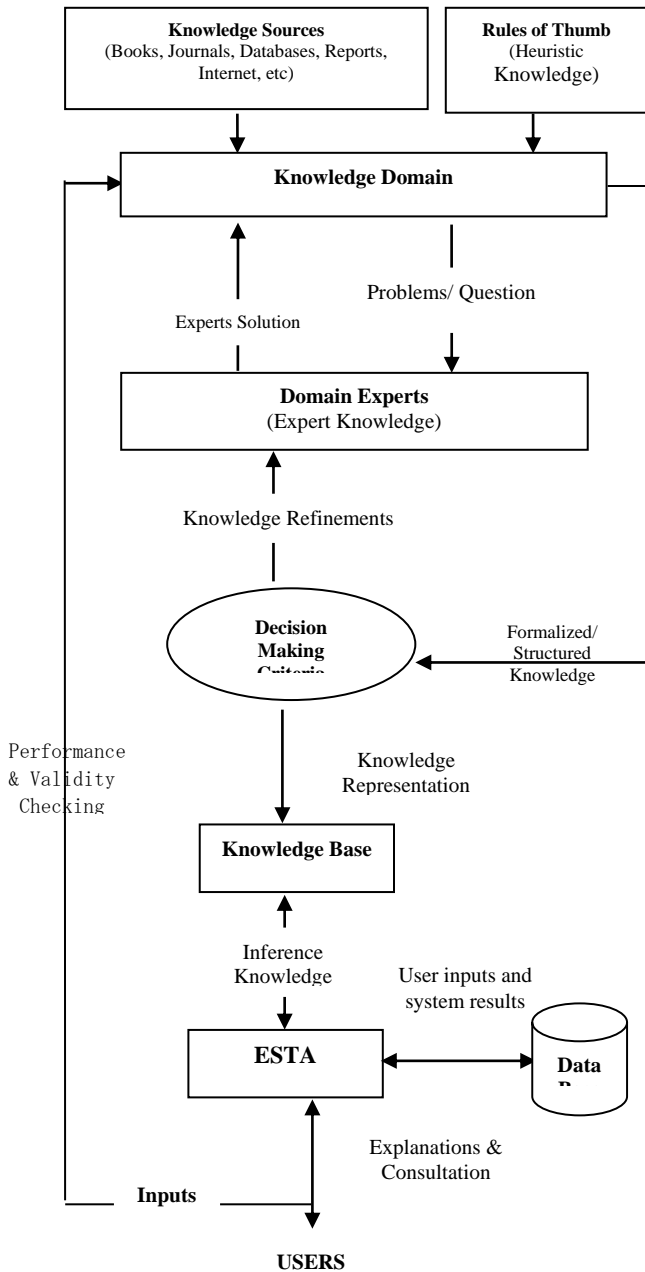 Knowledge Sources
(Books, Journals, Databases, Reports,
Internet, etc)
Rules of Thumb
(Heuristic
Knowledge)
Knowledge Domain
Problems/ Question
Experts Solution
Domain Experts
(Expert Knowledge)
Knowledge Refinements
Decision
Making
Criteria
Formalized/
Structured
Knowledge
Performance
& Validity
Checking
Knowledge
Representation
Knowledge Base
Inference
Knowledge
User inputs and
system results
ESTA
Data
Explanations &
Consultation
Inputs
USERS